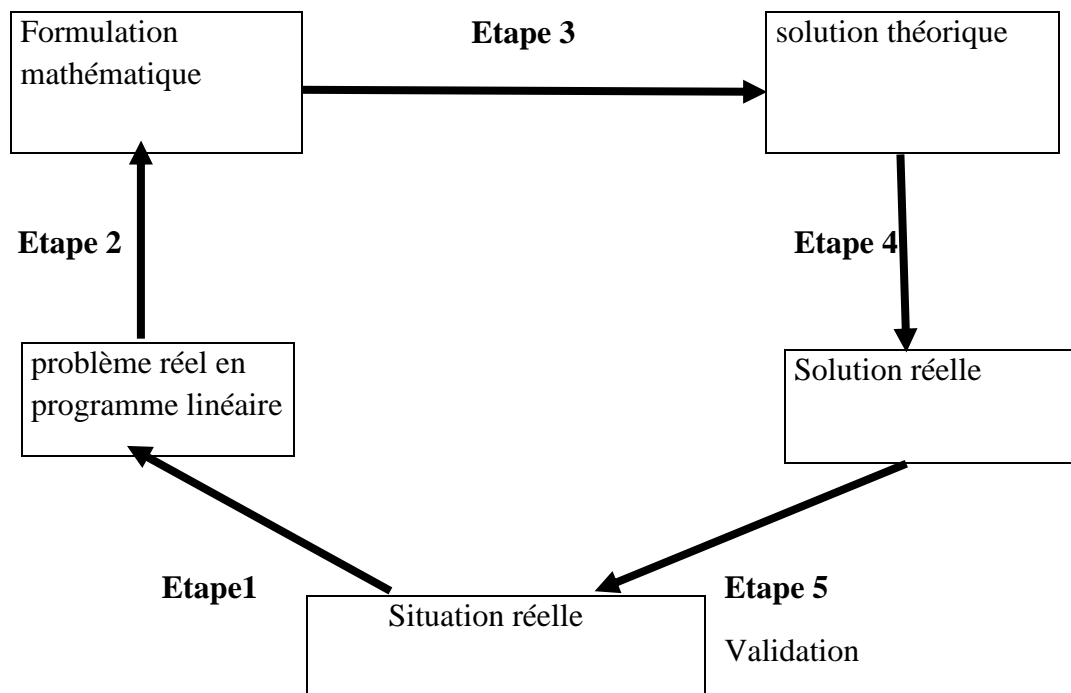 Formulation
mathématique
Etape 3
solution théorique
Etape 2
Etape 4
problème réel en
programme linéaire
Solution réelle
Etape1
Etape 5
Situation réelle
Validation